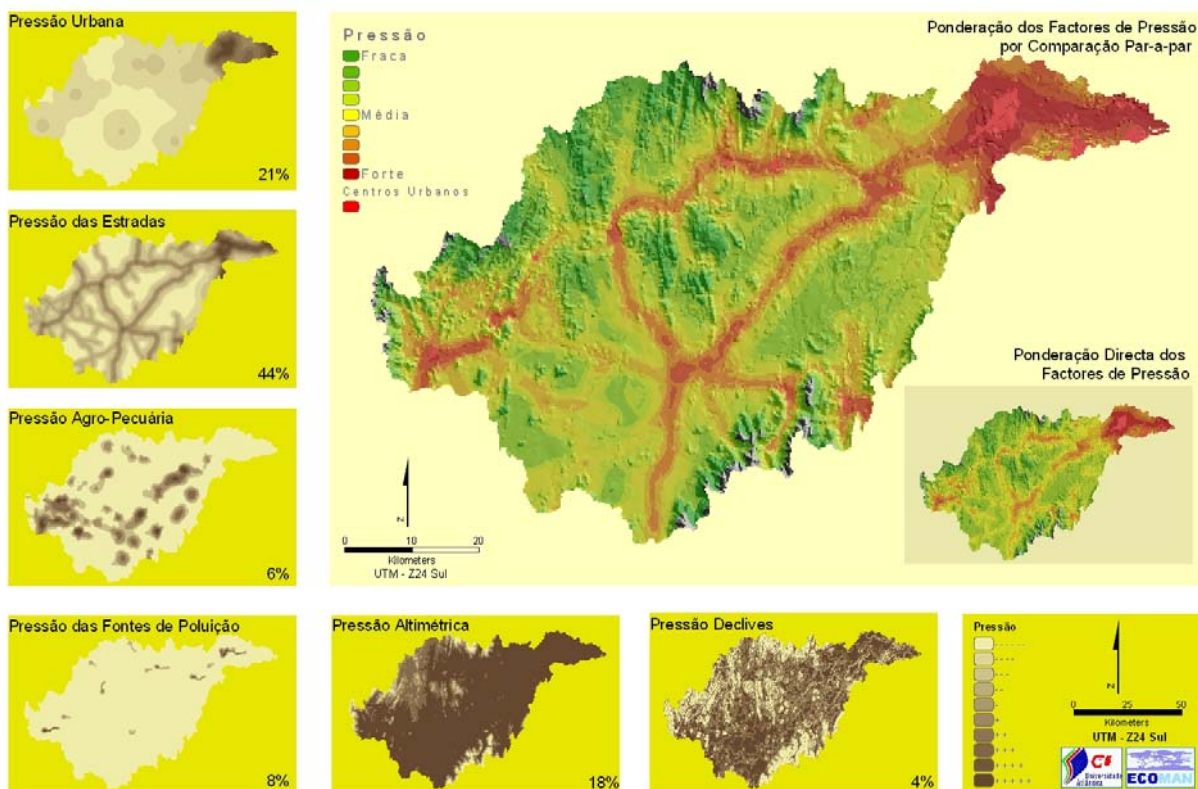 Pressão Urbana
21%
Pressão das Estradas
44%
Pressão Agro-Pecuária
6%
Pressão das Fontes de Poluição
8%
Pressão Altimétrica
18%
Pressão Declives
4%
Pressão
Fraca
Média
Forte
Centros Urbanos
Ponderação dos Factores de Pressão
por Comparação Par-a-par
Ponderação Directa dos
Factores de Pressão
N
0 10 20
Kilometers
UTM - Z24 Sul
Pressão
N
0 25 50
Kilometers
UTM - Z24 Sul
Universidade
Atlântica
ECOMAN